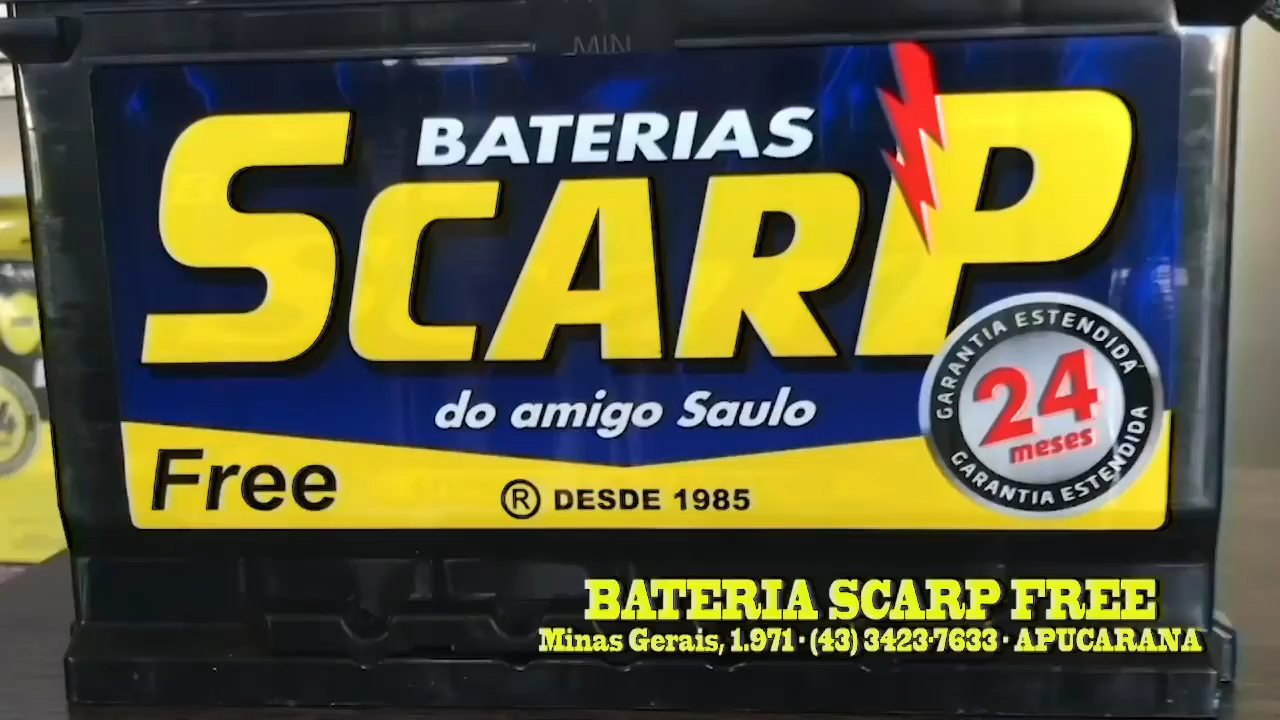 MIN
BATERIAS
SCARP
do amigo Saulo
GARANTIA ESTENDIDA
24
meses
GARANTIA ESTENDIDA
Free
® DESDE 1985
BATERIA SCARP FREE
Minas Gerais, 1.971 · (43) 3423-7633 · APUCARANA